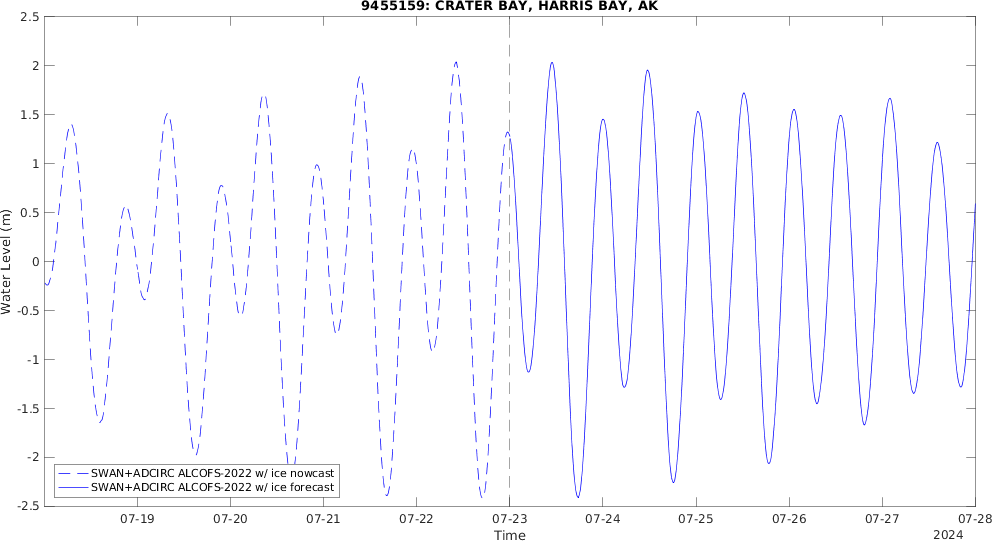 9455159: CRATER BAY, HARRIS BAY, AK
2.5
2
1.5
1
0.5
0
-0.5
-1
-1.5
-2
-2.5
Water Level (m)
SWAN+ADCIRC ALCOFS-2022 w/ ice nowcast
SWAN+ADCIRC ALCOFS-2022 w/ ice forecast
07-19 07-20 07-21 07-22 07-23 07-24 07-25 07-26 07-27 07-28
Time
2024